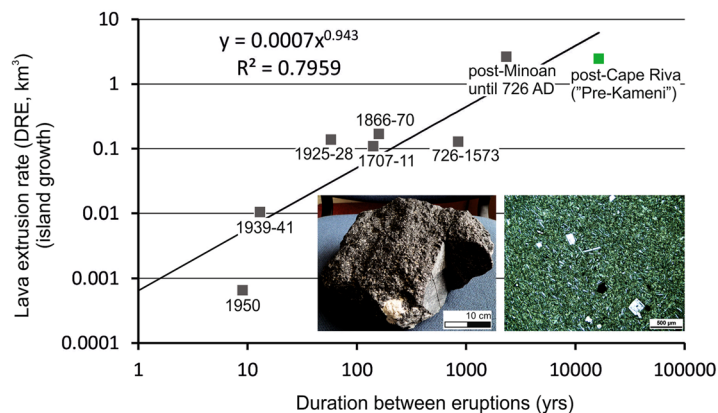 10
1
0.1
0.01
0.001
0.0001
Lava extrusion rate (DRE, km³)
(island growth)
y = 0.0007x^0.943
R² = 0.7959
post-Minoan
until 726 AD
post-Cape Riva
("Pre-Kameni")
1866-70
1925-28
1707-11
726-1573
1939-41
1950
10 cm
500 µm
1
10
100
1000
10000
100000
Duration between eruptions (yrs)